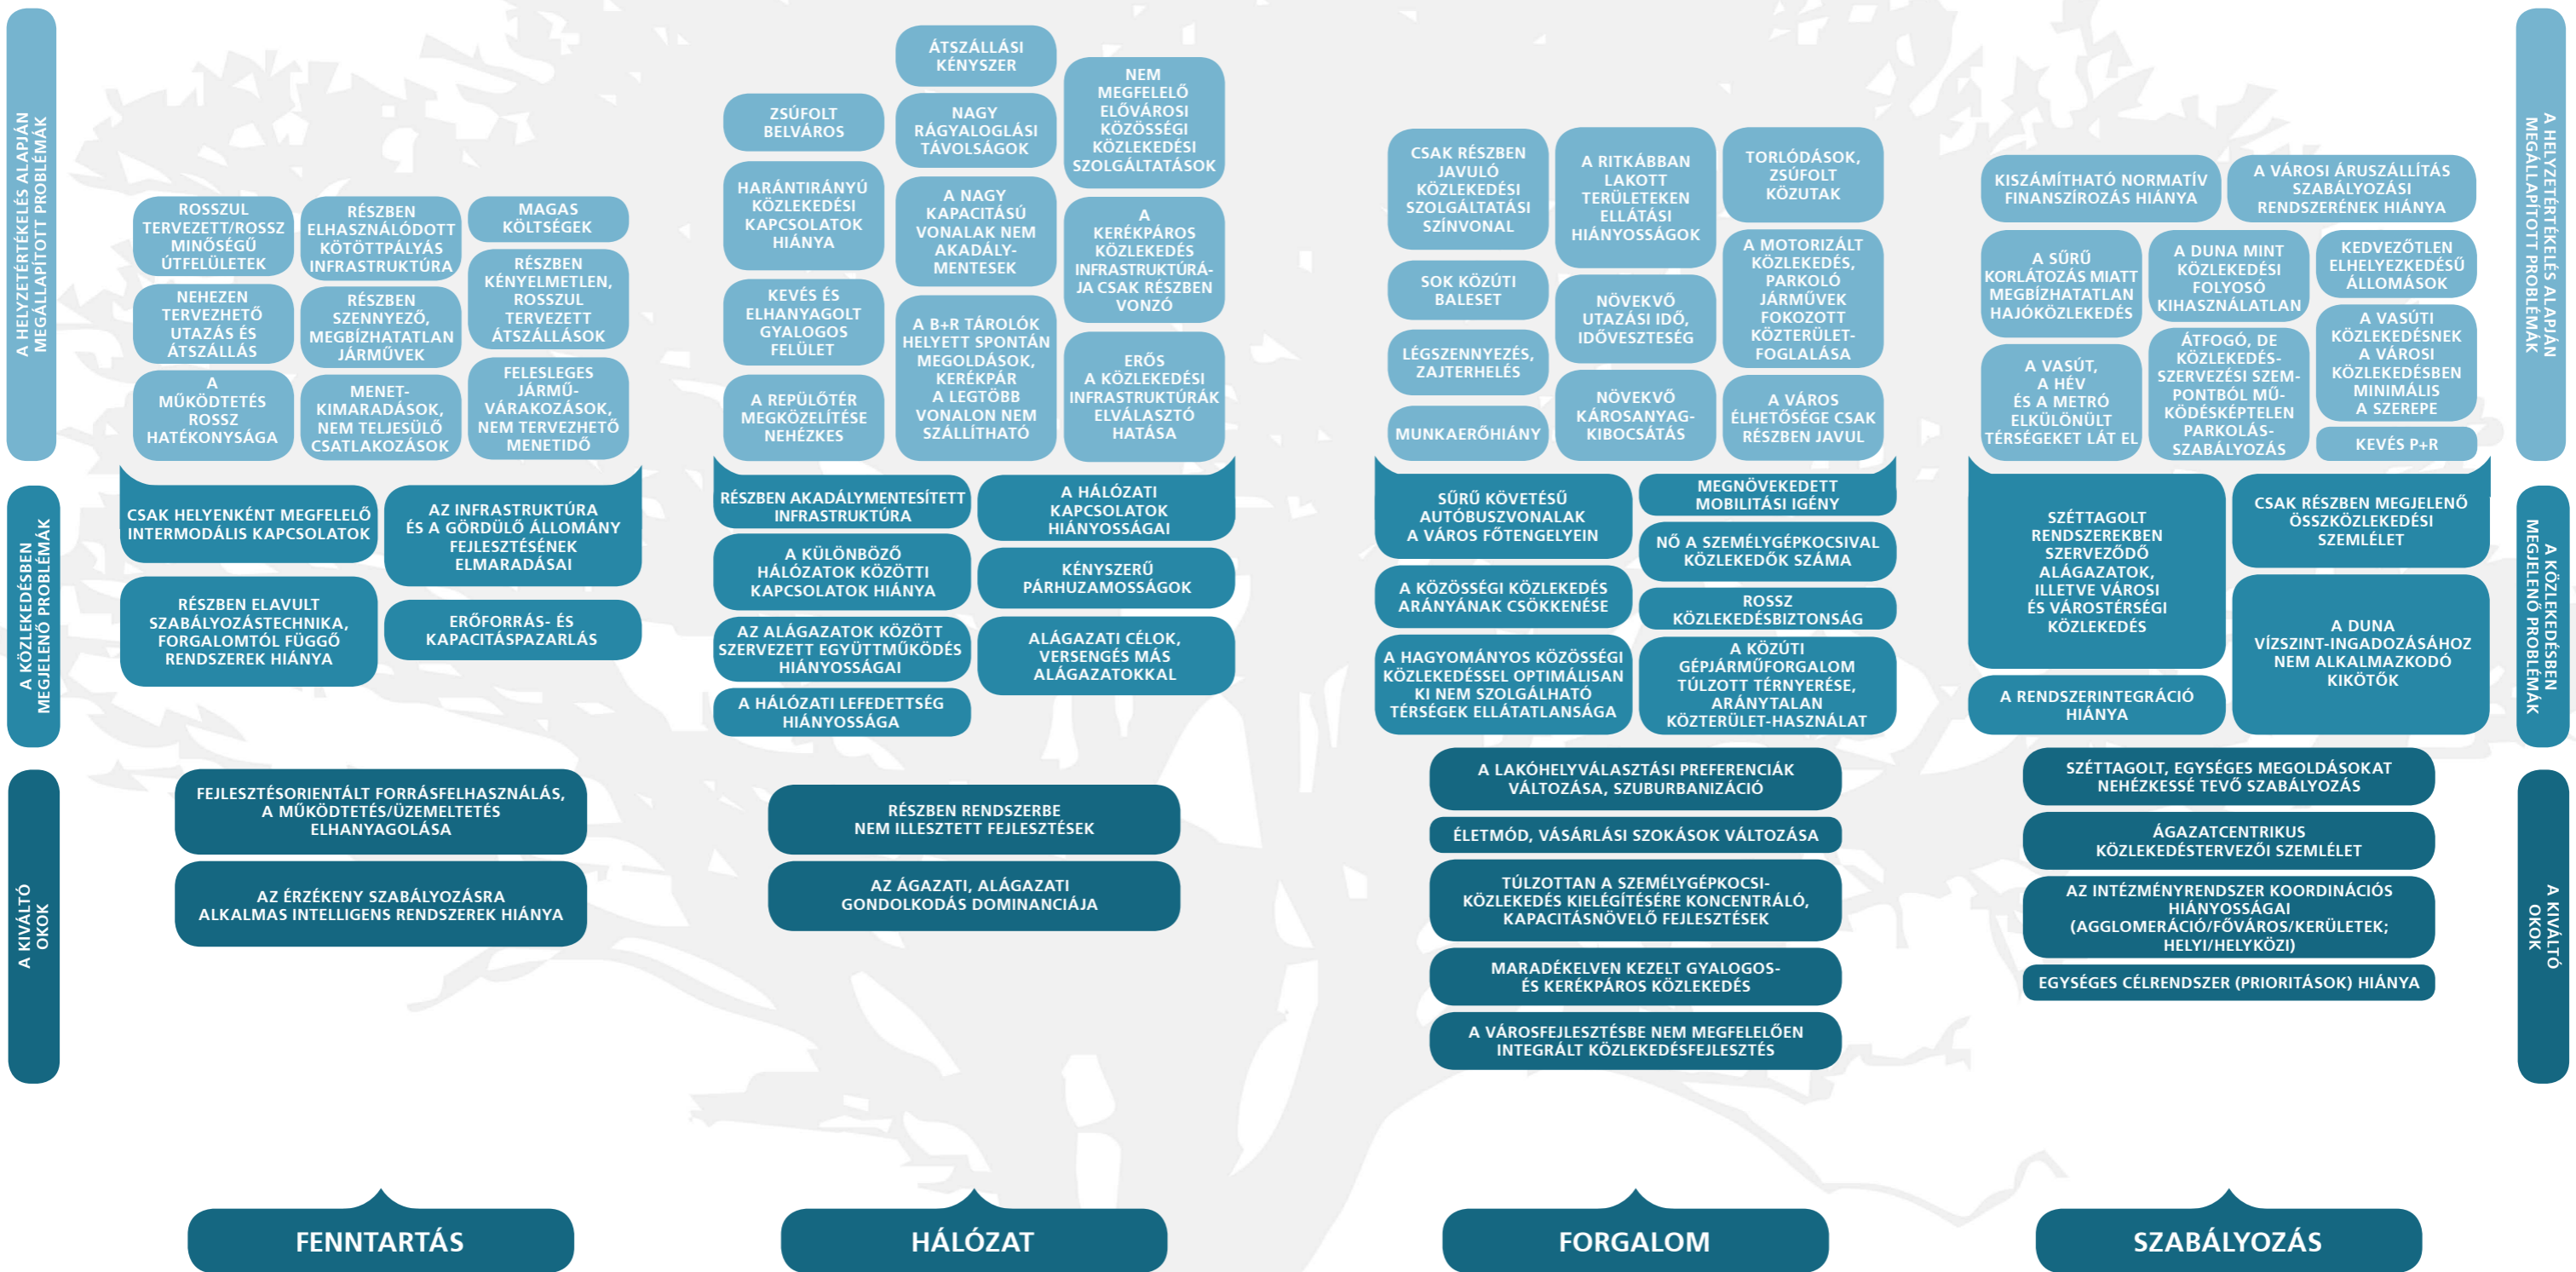 A HELYZETÉRTÉKELÉS ALAPJÁN
MEGÁLLAPÍTOTT PROBLÉMÁK
ROSSZUL
TERVEZETT/ROSSZ
MINŐSÉGŰ
ÚTFELÜLETEK
NEHEZEN
TERVEZHETŐ
UTAZÁS ÉS
ÁTSZÁLLÁS
A
MŰKÖDTETÉS
ROSSZ
HATÉKONYSÁGA
RÉSZBEN
ELHASZNÁLÓDOTT
KÖTÖTTPÁLYÁS
INFRASTRUKTÚRA
RÉSZBEN
SZENNYEZŐ,
MEGBÍZHATATLAN
JÁRMŰVEK
MENET-
KIMARADÁSOK,
NEM TELJESÜLŐ
CSATLAKOZÁSOK
MAGAS
KÖLTSÉGEK
RÉSZBEN
KÉNYELMETLEN,
ROSSZUL
TERVEZETT
ÁTSZÁLLÁSOK
FELESLEGES
JÁRMŰ-
VÁRAKOZÁSOK,
NEM TERVEZHETŐ
MENETIDŐ
ZSÚFOLT
BELVÁROS
HARÁNTIRÁNYÚ
KÖZLEKEDÉSI
KAPCSOLATOK
HIÁNYA
KEVÉS ÉS
ELHANYAGOLT
GYALOGOS
FELÜLET
A REPÜLŐTÉR
MEGKÖZELÍTÉSE
NEHÉZKES
ÁTSZÁLLÁSI
KÉNYSZER
NAGY
RÁGYALOGLÁSI
TÁVOLSÁGOK
A NAGY
KAPACITÁSÚ
VONALAK NEM
AKADÁLY-
MENTESEK
A B+R TÁROLÓK
HELYETT SPONTÁN
MEGOLDÁSOK,
KERÉKPÁR
A LEGTÖBB
VONALON NEM
SZÁLLÍTHATÓ
NEM
MEGFELELŐ
ELŐVÁROSI
KÖZÖSSÉGI
KÖZLEKEDÉSI
SZOLGÁLTATÁSOK
A
KERÉKPÁROS
KÖZLEKEDÉS
INFRASTRUKTÚRÁ-
JA CSAK RÉSZBEN
VONZÓ
ERŐS
A KÖZLEKEDÉSI
INFRASTRUKTÚRÁK
ELVÁLASZTÓ
HATÁSA
CSAK RÉSZBEN
JAVULÓ
KÖZLEKEDÉSI
SZOLGÁLTATÁSI
SZÍNVONAL
SOK KÖZÚTI
BALESET
LÉGSZENNYEZÉS,
ZAJTERHELÉS
MUNKAERŐHIÁNY
A RITKÁBBAN
LAKOTT
TERÜLETEKEN
ELLÁTÁSI
HIÁNYOSSÁGOK
NÖVEKVŐ
UTAZÁSI IDŐ,
IDŐVESZTESÉG
NÖVEKVŐ
KÁROSANYAG-
KIBOCSÁTÁS
TORLÓDÁSOK,
ZSÚFOLT
KÖZUTAK
A MOTORIZÁLT
KÖZLEKEDÉS,
PARKOLÓ
JÁRMŰVEK
FOKOZOTT
KÖZTERÜLET-
FOGLALÁSA
A VÁROS
ÉLHETŐSÉGE CSAK
RÉSZBEN JAVUL
KISZÁMÍTHATÓ NORMATÍV
FINANSZÍROZÁS HIÁNYA
A VÁROSI ÁRUSZÁLLÍTÁS
SZABÁLYOZÁSI
RENDSZERÉNEK HIÁNYA
A SŰRŰ
KORLÁTOZÁS MIATT
MEGBÍZHATATLAN
HAJÓKÖZLEKEDÉS
A VASÚT,
A HÉV
ÉS A METRÓ
ELKÜLÖNÜLT
TÉRSÉGEKET LÁT EL
A DUNA MINT
KÖZLEKEDÉSI
FOLYOSÓ
KIHASZNÁLATLAN
ÁTFOGÓ, DE
KÖZLEKEDÉS-
SZERVEZÉSI SZEM-
PONTBÓL MŰ-
KÖDÉSKÉPTELEN
PARKOLÁS-
SZABÁLYOZÁS
KEDVEZŐTLEN
ELHELYEZKEDÉSŰ
ÁLLOMÁSOK
A VASÚTI
KÖZLEKEDÉSNEK
A VÁROSI
KÖZLEKEDÉSBEN
MINIMÁLIS
A SZEREPE
KEVÉS P+R
A HELYZETÉRTÉKELÉS ALAPJÁN
MEGÁLLAPÍTOTT PROBLÉMÁK
A KÖZLEKEDÉSBEN
MEGJELENŐ PROBLÉMÁK
CSAK HELYENKÉNT MEGFELELŐ
INTERMODÁLIS KAPCSOLATOK
RÉSZBEN ELAVULT
SZABÁLYOZÁSTECHNIKA,
FORGALOMTÓL FÜGGŐ
RENDSZEREK HIÁNYA
AZ INFRASTRUKTÚRA
ÉS A GÖRDÜLŐ ÁLLOMÁNY
FEJLESZTÉSÉNEK
ELMARADÁSAI
ERŐFORRÁS- ÉS
KAPACITÁSPAZARLÁS
RÉSZBEN AKADÁLYMENTESÍTETT
INFRASTRUKTÚRA
A KÜLÖNBÖZŐ
HÁLÓZATOK KÖZÖTTI
KAPCSOLATOK HIÁNYA
AZ ALÁGAZATOK KÖZÖTT
SZERVEZETT EGYÜTTMŰKÖDÉS
HIÁNYOSSÁGAI
A HÁLÓZATI LEFEDETTSÉG
HIÁNYOSSÁGA
A HÁLÓZATI
KAPCSOLATOK
HIÁNYOSSÁGAI
KÉNYSZERŰ
PÁRHUZAMOSSÁGOK
ALÁGAZATI CÉLOK,
VERSENGÉS MÁS
ALÁGAZATOKKAL
SŰRŰ KÖVETÉSŰ
AUTÓBUSZVONALAK
A VÁROS FŐTENGELYEIN
A KÖZÖSSÉGI KÖZLEKEDÉS
ARÁNYÁNAK CSÖKKENÉSE
A HAGYOMÁNYOS KÖZÖSSÉGI
KÖZLEKEDÉSSEL OPTIMÁLISAN
KI NEM SZOLGÁLHATÓ
TÉRSÉGEK ELLÁTATLANSÁGA
MEGNÖVEKEDETT
MOBILITÁSI IGÉNY
NŐ A SZEMÉLYGÉPKOCSIVAL
KÖZLEKEDŐK SZÁMA
ROSSZ
KÖZLEKEDÉSBIZTONSÁG
A KÖZÚTI
GÉPJÁRMŰFORGALOM
TÚLZOTT TÉRNYERÉSE,
ARÁNYTALAN
KÖZTERÜLET-HASZNÁLAT
SZÉTTAGOLT
RENDSZEREKBEN
SZERVEZŐDŐ
ALÁGAZATOK,
ILLETVE VÁROSI
ÉS VÁROSTÉRSÉGI
KÖZLEKEDÉS
A RENDSZERINTEGRÁCIÓ
HIÁNYA
CSAK RÉSZBEN MEGJELENŐ
ÖSSZKÖZLEKEDÉSI
SZEMLÉLET
A DUNA
VÍZSZINT-INGADOZÁSÁHOZ
NEM ALKALMAZKODÓ
KIKÖTŐK
A KÖZLEKEDÉSBEN
MEGJELENŐ PROBLÉMÁK
A KIVÁLTÓ
OKOK
FEJLESZTÉSORIENTÁLT FORRÁSFELHASZNÁLÁS,
A MŰKÖDTETÉS/ÜZEMELTETÉS
ELHANYAGOLÁSA
AZ ÉRZÉKENY SZABÁLYOZÁSRA
ALKALMAS INTELLIGENS RENDSZEREK HIÁNYA
RÉSZBEN RENDSZERBE
NEM ILLESZTETT FEJLESZTÉSEK
AZ ÁGAZATI, ALÁGAZATI
GONDOLKODÁS DOMINANCIÁJA
A LAKÓHELYVÁLASZTÁSI PREFERENCIÁK
VÁLTOZÁSA, SZUBURBANIZÁCIÓ
ÉLETMÓD, VÁSÁRLÁSI SZOKÁSOK VÁLTOZÁSA
TÚLZOTTAN A SZEMÉLYGÉPKOCSI-
KÖZLEKEDÉS KIELÉGÍTÉSÉRE KONCENTRÁLÓ,
KAPACITÁSNÖVELŐ FEJLESZTÉSEK
MARADÉKELVEN KEZELT GYALOGOS-
ÉS KERÉKPÁROS KÖZLEKEDÉS
A VÁROSFEJLESZTÉSBE NEM MEGFELELŐEN
INTEGRÁLT KÖZLEKEDÉSFEJLESZTÉS
SZÉTTAGOLT, EGYSÉGES MEGOLDÁSOKAT
NEHÉZKESSÉ TEVŐ SZABÁLYOZÁS
ÁGAZATCENTRIKUS
KÖZLEKEDÉSTERVEZŐI SZEMLÉLET
AZ INTÉZMÉNYRENDSZER KOORDINÁCIÓS
HIÁNYOSSÁGAI
(AGGLOMERÁCIÓ/FŐVÁROS/KERÜLETEK;
HELYI/HELYKÖZI)
EGYSÉGES CÉLRENDSZER (PRIORITÁSOK) HIÁNYA
A KIVÁLTÓ
OKOK
FENNTARTÁS
HÁLÓZAT
FORGALOM
SZABÁLYOZÁS